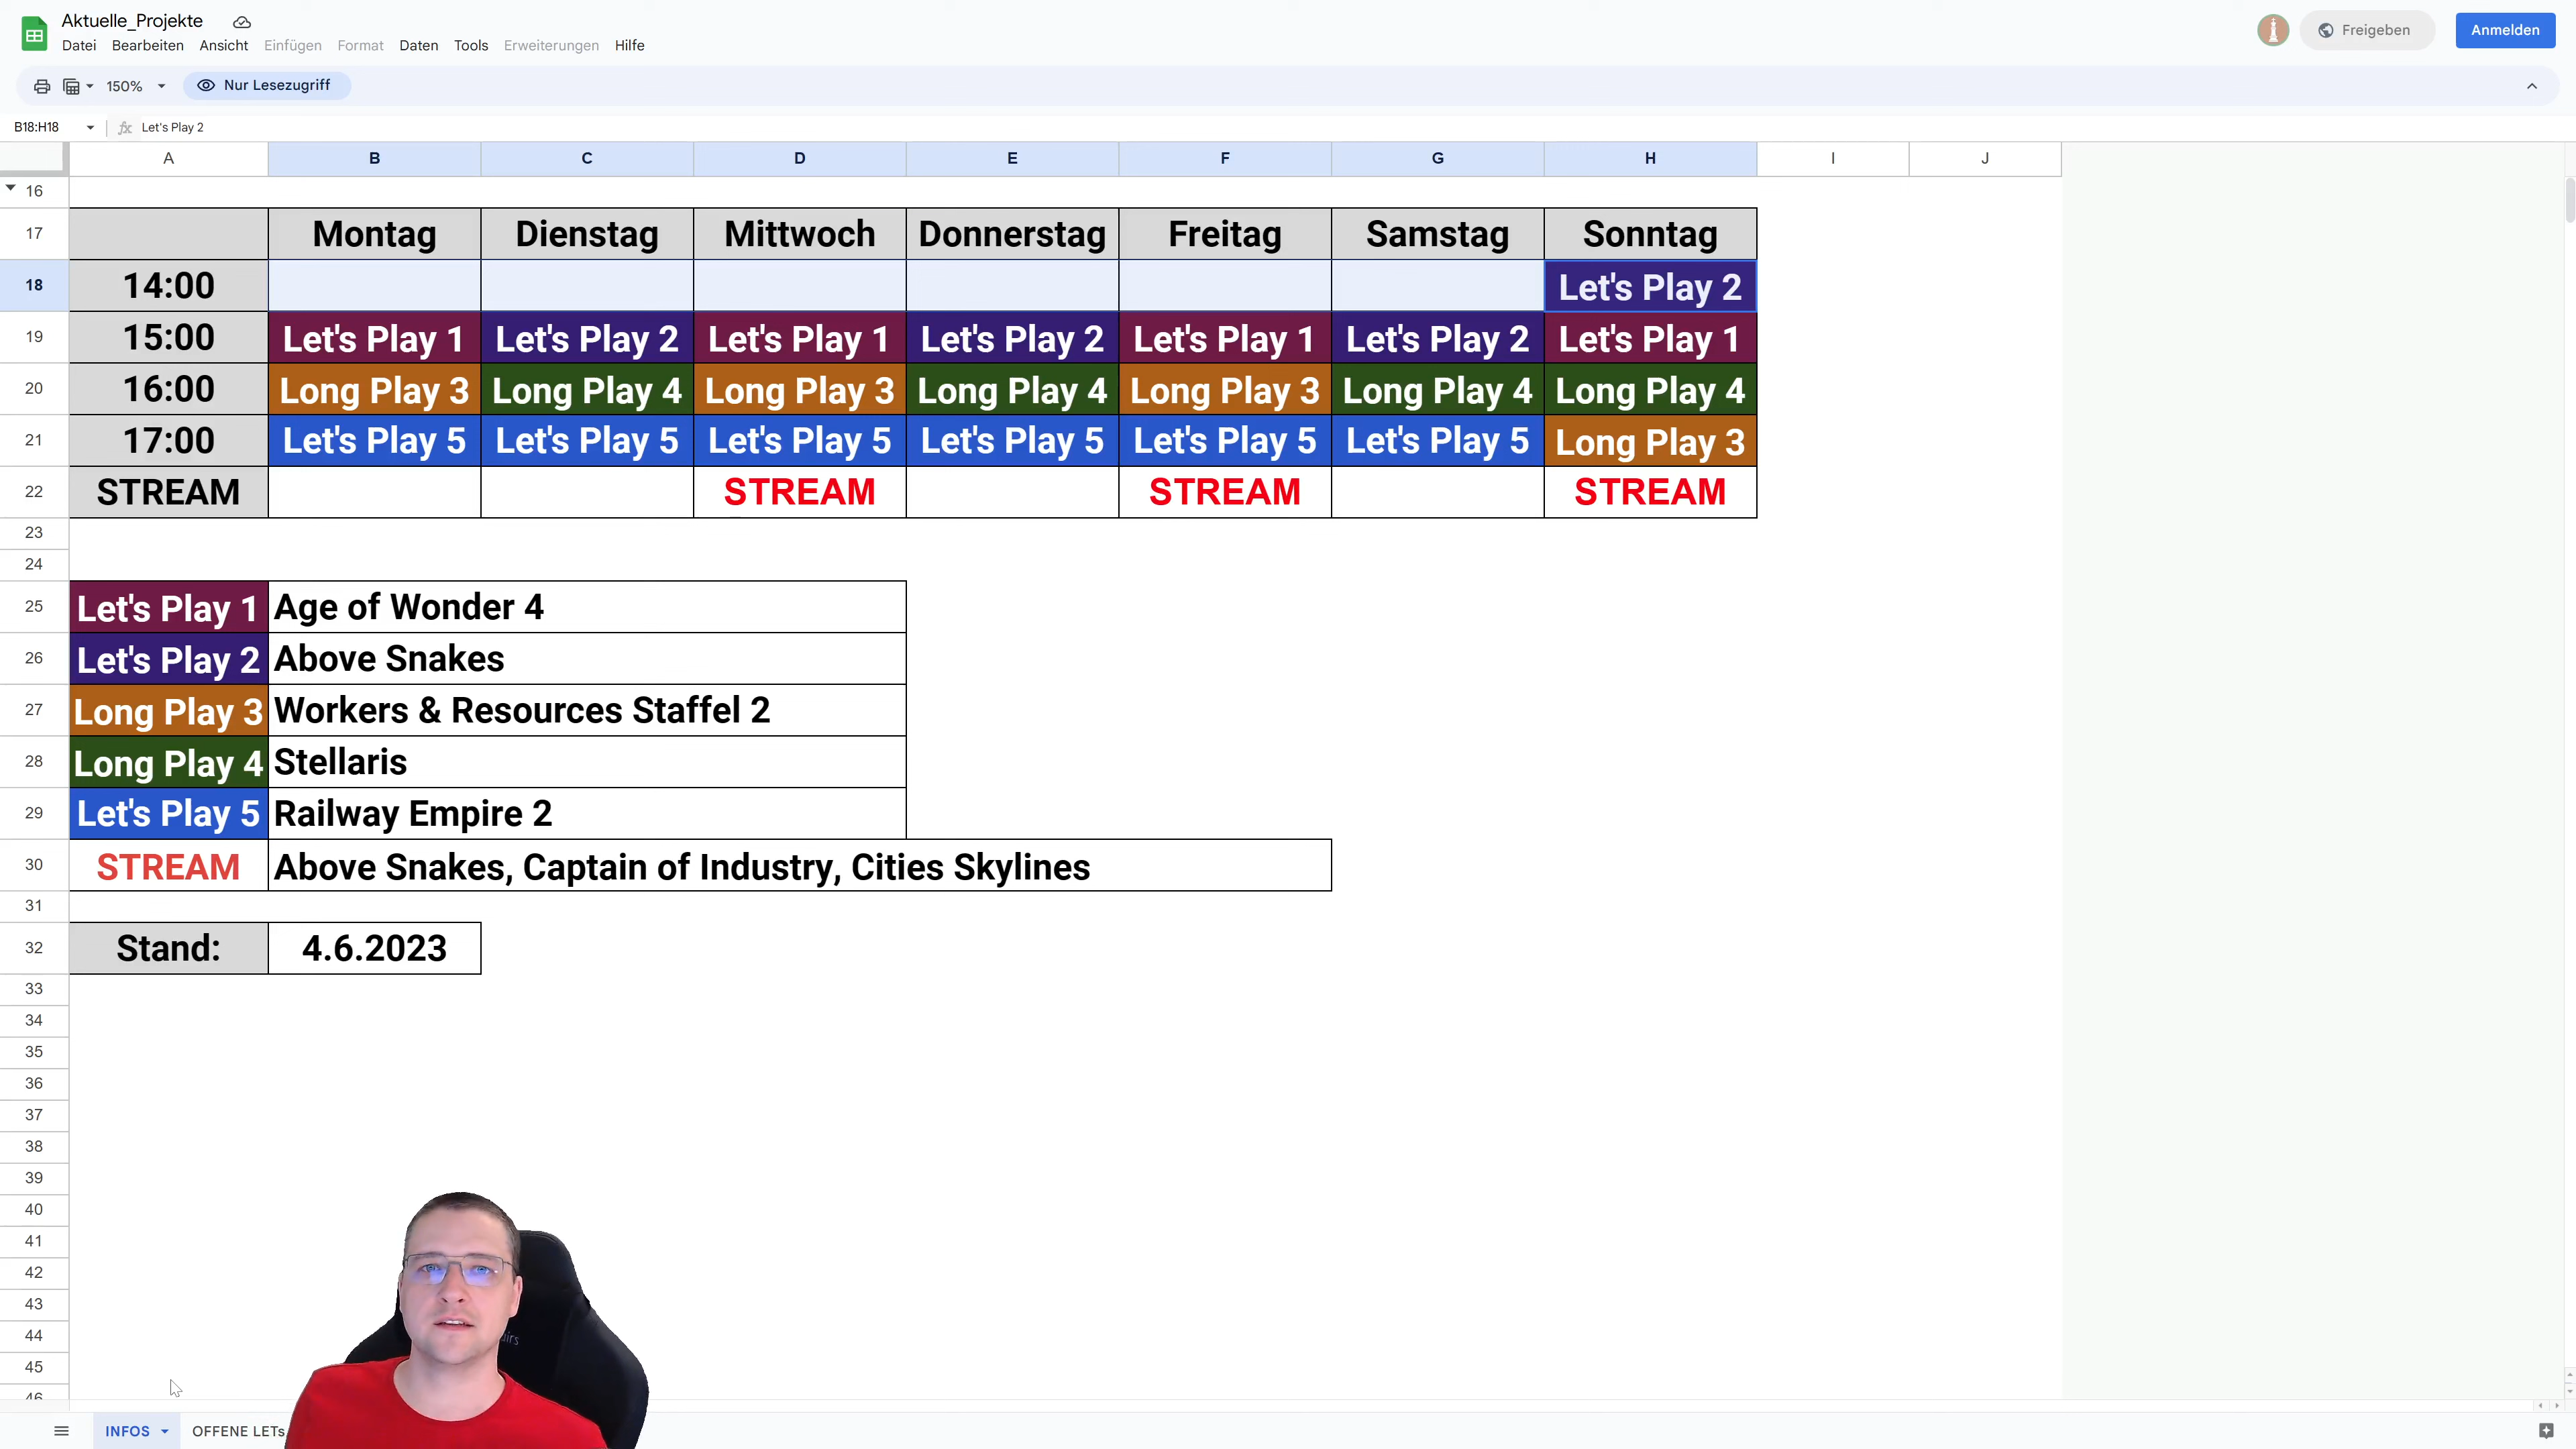 Aktuelle_Projekte
Datei Bearbeiten Ansicht Einfügen Format Daten Tools Erweiterungen Hilfe
Freigeben Anmelden
150% Nur Lesezugriff
B18:H18 fx Let's Play 2
A B C D E F G H I J
16
17 Montag Dienstag Mittwoch Donnerstag Freitag Samstag Sonntag
18 14:00 Let's Play 2
19 15:00 Let's Play 1 Let's Play 2 Let's Play 1 Let's Play 2 Let's Play 1 Let's Play 2 Let's Play 1
20 16:00 Long Play 3 Long Play 4 Long Play 3 Long Play 4 Long Play 3 Long Play 4 Long Play 4
21 17:00 Let's Play 5 Let's Play 5 Let's Play 5 Let's Play 5 Let's Play 5 Let's Play 5 Long Play 3
22 STREAM STREAM STREAM STREAM
23
24
25 Let's Play 1 Age of Wonder 4
26 Let's Play 2 Above Snakes
27 Long Play 3 Workers & Resources Staffel 2
28 Long Play 4 Stellaris
29 Let's Play 5 Railway Empire 2
30 STREAM Above Snakes, Captain of Industry, Cities Skylines
31
32 Stand: 4.6.2023
33
34
35
36
37
38
39
40
41
42
43
44
45
46
INFOS OFFENE LETs